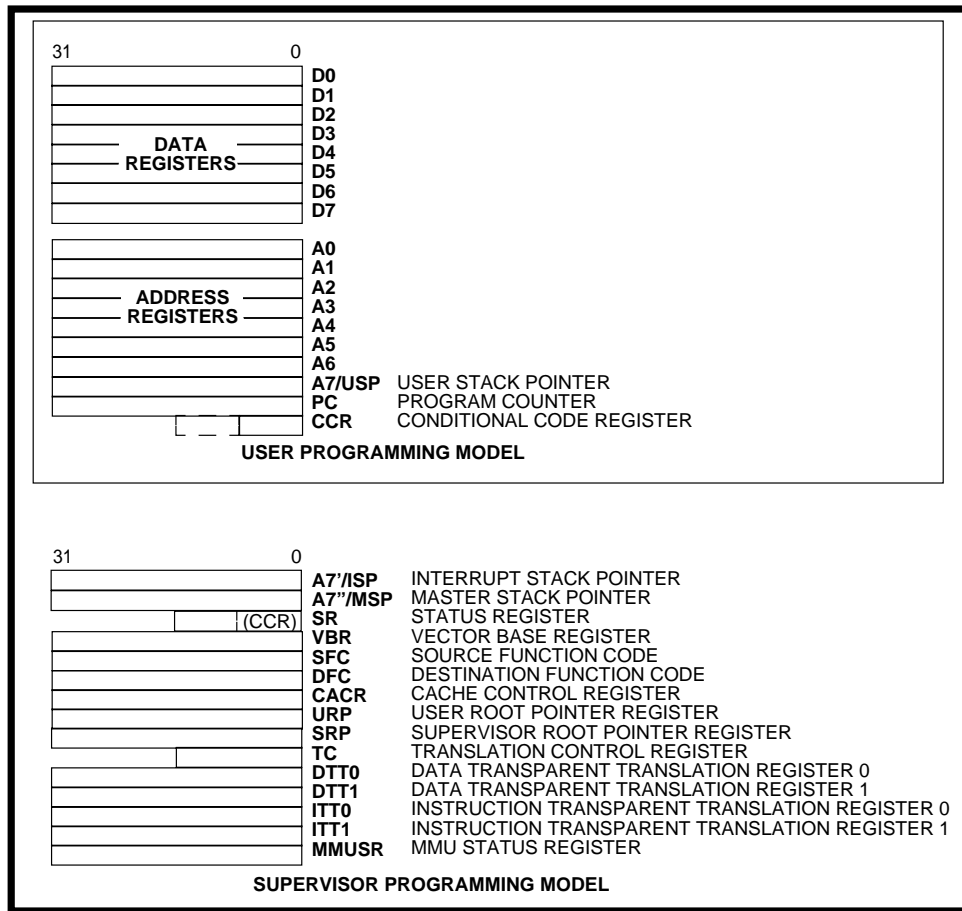 31 0
D0
D1
D2
D3
DATA
REGISTERS
D4
D5
D6
D7
A0
A1
A2
ADDRESS
REGISTERS
A3
A4
A5
A6
A7/USP USER STACK POINTER
PC PROGRAM COUNTER
CCR CONDITIONAL CODE REGISTER
USER PROGRAMMING MODEL
31 0
A7'/ISP INTERRUPT STACK POINTER
A7"/MSP MASTER STACK POINTER
(CCR) SR STATUS REGISTER
VBR VECTOR BASE REGISTER
SFC SOURCE FUNCTION CODE
DFC DESTINATION FUNCTION CODE
CACR CACHE CONTROL REGISTER
URP USER ROOT POINTER REGISTER
SRP SUPERVISOR ROOT POINTER REGISTER
TC TRANSLATION CONTROL REGISTER
DTT0 DATA TRANSPARENT TRANSLATION REGISTER 0
DTT1 DATA TRANSPARENT TRANSLATION REGISTER 1
ITT0 INSTRUCTION TRANSPARENT TRANSLATION REGISTER 0
ITT1 INSTRUCTION TRANSPARENT TRANSLATION REGISTER 1
MMUSR MMU STATUS REGISTER
SUPERVISOR PROGRAMMING MODEL